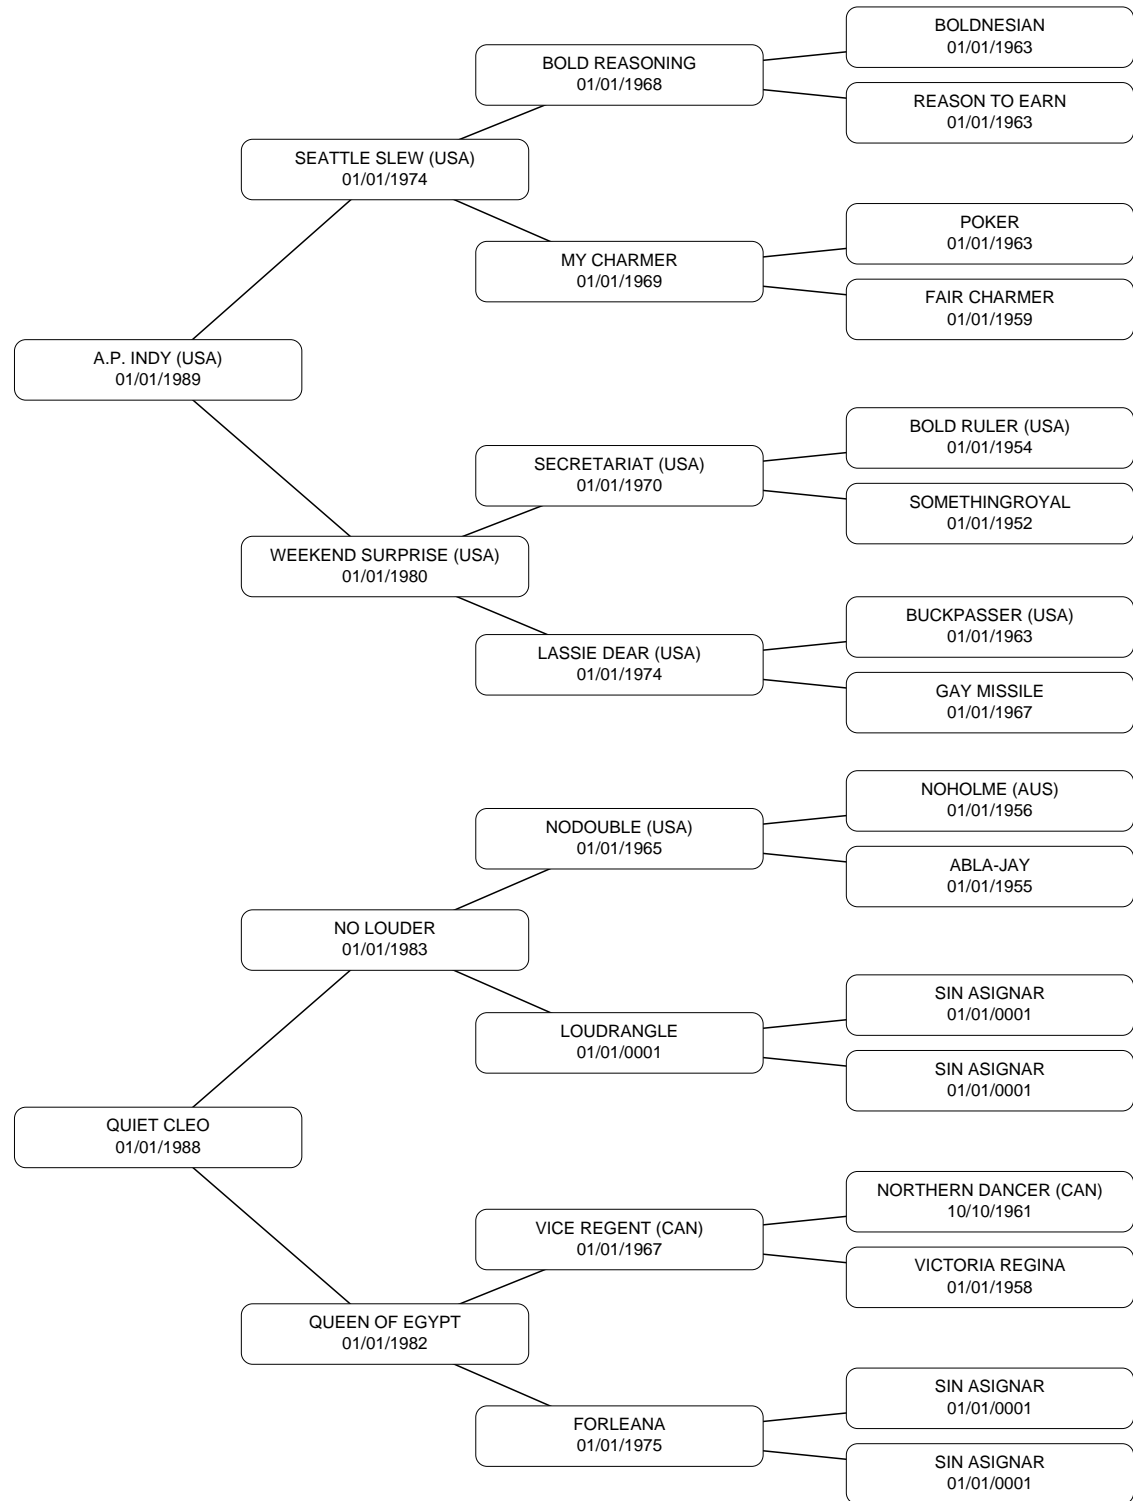 BOLDNESIAN
01/01/1963
BOLD REASONING
01/01/1968
REASON TO EARN
01/01/1963
SEATTLE SLEW (USA)
01/01/1974
POKER
01/01/1963
MY CHARMER
01/01/1969
FAIR CHARMER
01/01/1959
A.P. INDY (USA)
01/01/1989
BOLD RULER (USA)
01/01/1954
SECRETARIAT (USA)
01/01/1970
SOMETHINGROYAL
01/01/1952
WEEKEND SURPRISE (USA)
01/01/1980
BUCKPASSER (USA)
01/01/1963
LASSIE DEAR (USA)
01/01/1974
GAY MISSILE
01/01/1967
NOHOLME (AUS)
01/01/1956
NODOUBLE (USA)
01/01/1965
ABLA-JAY
01/01/1955
NO LOUDER
01/01/1983
SIN ASIGNAR
01/01/0001
LOUDRANGLE
01/01/0001
SIN ASIGNAR
01/01/0001
QUIET CLEO
01/01/1988
NORTHERN DANCER (CAN)
10/10/1961
VICE REGENT (CAN)
01/01/1967
VICTORIA REGINA
01/01/1958
QUEEN OF EGYPT
01/01/1982
SIN ASIGNAR
01/01/0001
FORLEANA
01/01/1975
SIN ASIGNAR
01/01/0001